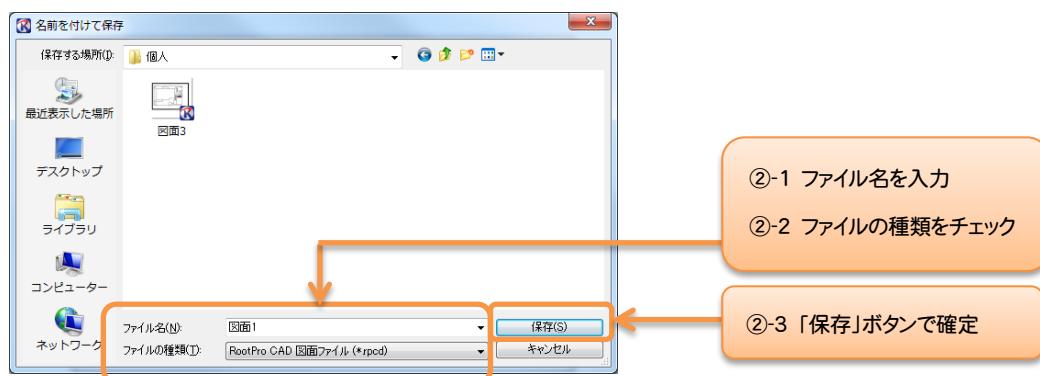 名前を付けて保存
保存する場所(I):
個人
最近表示した場所
デスクトップ
ライブラリ
コンピューター
ネットワーク
図面3
ファイル名(N):
図面1
保存(S)
ファイルの種類(T):
RootPro CAD 図面ファイル (*rpcd)
キャンセル
②-1 ファイル名を入力
②-2 ファイルの種類をチェック
②-3 「保存」ボタンで確定